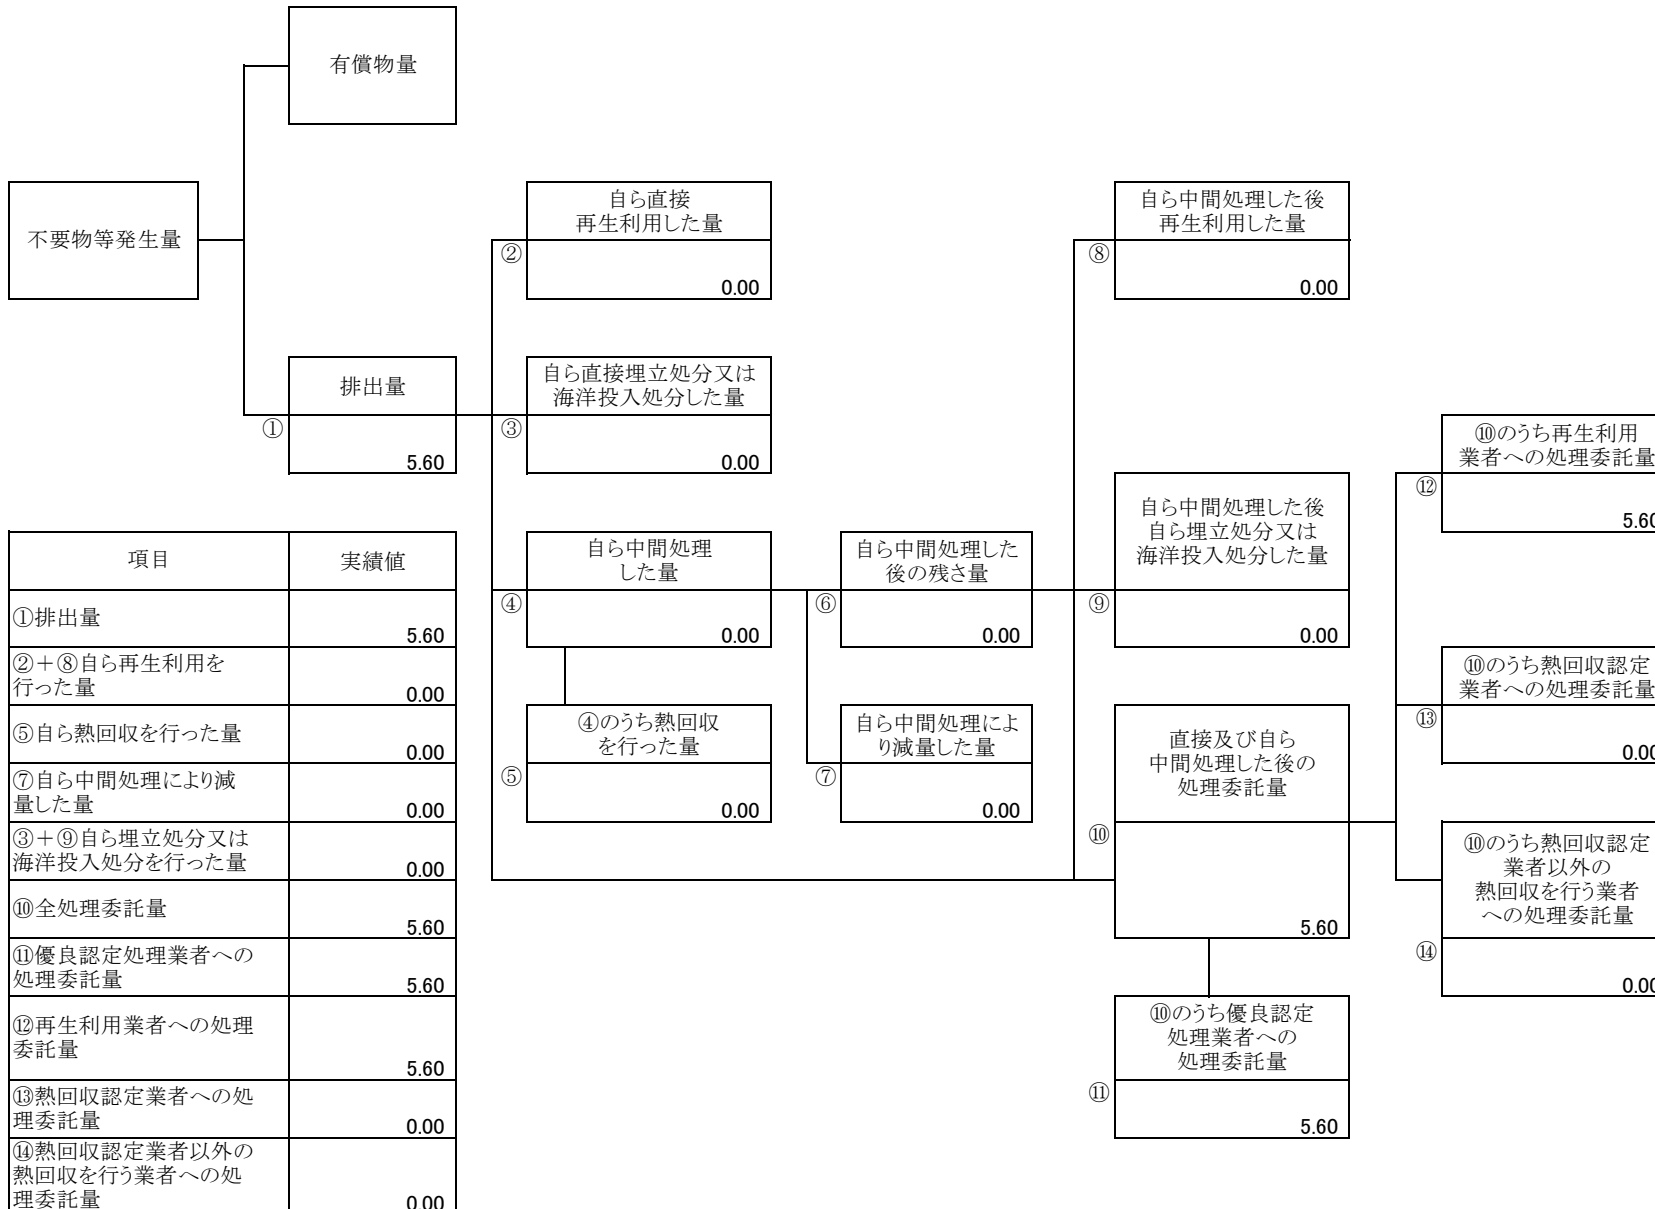 有償物量
不要物等発生量
自ら直接
再生利用した量
②
0.00
自ら中間処理した後
再生利用した量
⑧
0.00
排出量
①
5.60
自ら直接埋立処分又は
海洋投入処分した量
③
0.00
⑩のうち再生利用
業者への処理委託量
⑫
5.60
自ら中間処理した後
自ら埋立処分又は
海洋投入処分した量
⑨
0.00
自ら中間処理
した量
④
0.00
自ら中間処理した
後の残さ量
⑥
0.00
⑩のうち熱回収認定
業者への処理委託量
⑬
0.00
④のうち熱回収
を行った量
⑤
0.00
自ら中間処理によ
り減量した量
⑦
0.00
直接及び自ら
中間処理した後の
処理委託量
⑩
5.60
⑩のうち熱回収認定
業者以外の
熱回収を行う業者
への処理委託量
⑭
0.00
⑩のうち優良認定
処理業者への
処理委託量
⑪
5.60
項目 実績値
①排出量
5.60
②+⑧自ら再生利用を
行った量
0.00
⑤自ら熱回収を行った量
0.00
⑦自ら中間処理により減
量した量
0.00
③+⑨自ら埋立処分又は
海洋投入処分を行った量
0.00
⑩全処理委託量
5.60
⑪優良認定処理業者への
処理委託量
5.60
⑫再生利用業者への処理
委託量
5.60
⑬熱回収認定業者への処
理委託量
0.00
⑭熱回収認定業者以外の
熱回収を行う業者への処
理委託量
0.00